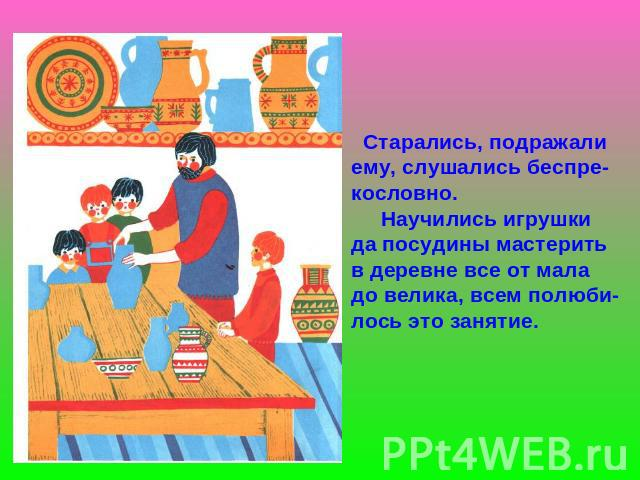 Старались, подражали
ему, слушались беспре-
кословно.
Научились игрушки
да посудины мастерить
в деревне все от мала
до велика, всем полюби-
лось это занятие.
PPt4WEB.ru